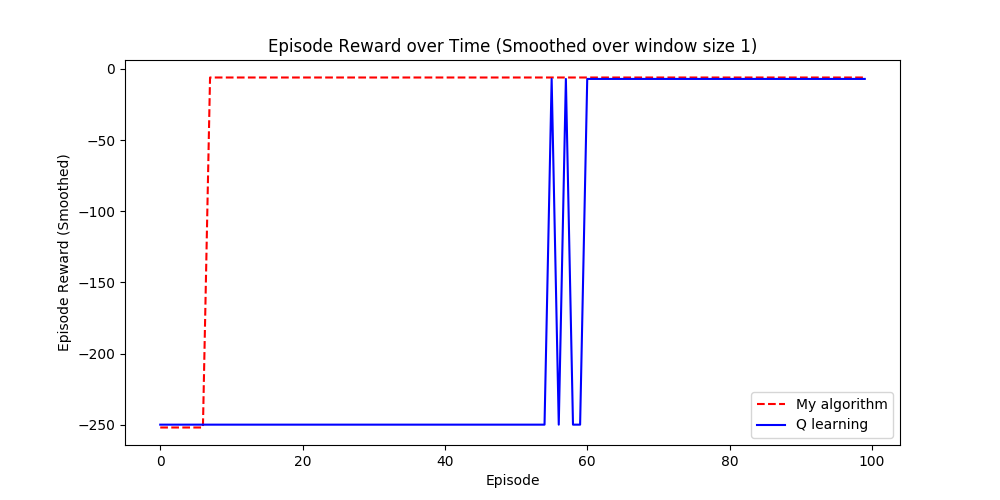 Episode Reward over Time (Smoothed over window size 1)
Episode Reward (Smoothed)
0
−50
−100
−150
−200
−250
0
20
40
60
80
100
Episode
My algorithm
Q learning